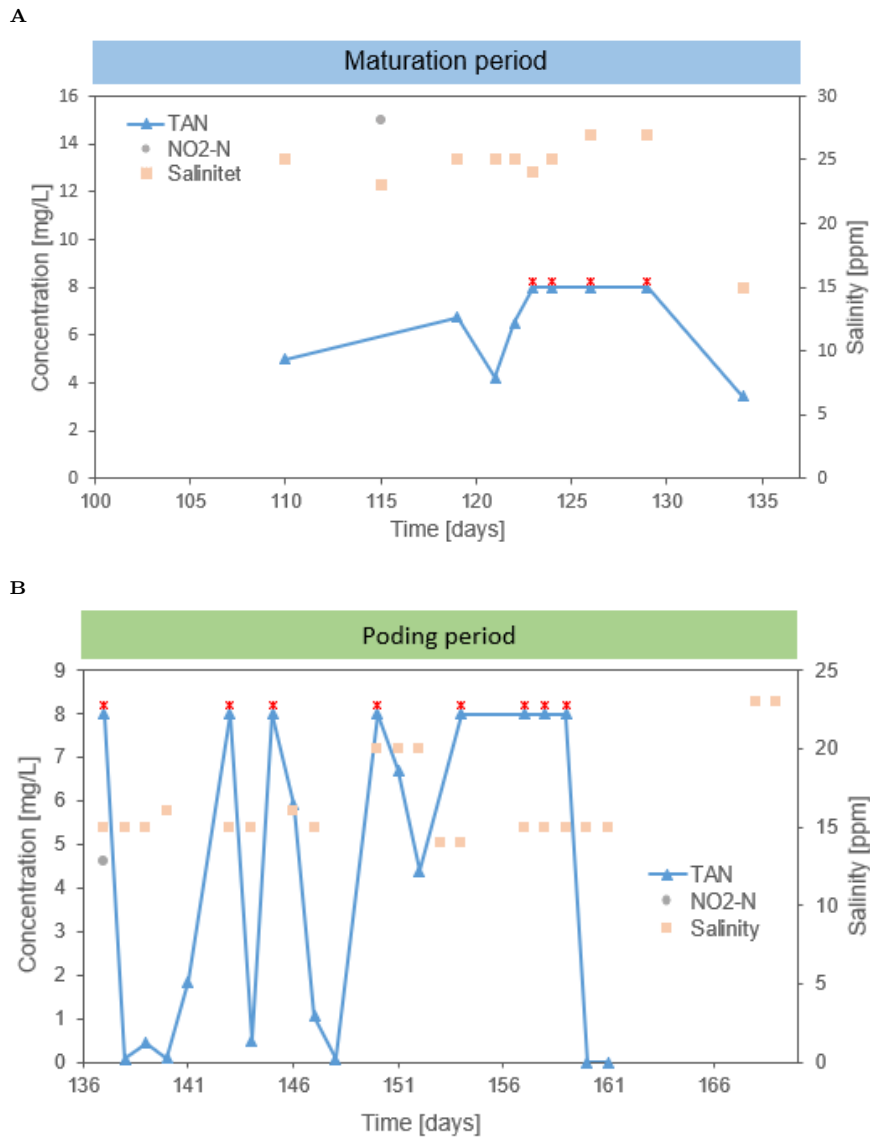 A
Maturation period
16
14
12
10
8
6
4
2
0
Concentration [mg/L]
TAN
NO2-N
Salinitet
30
25
20
15
10
5
0
Salinity [ppm]
100 105 110 115 120 125 130 135
Time [days]
B
Poding period
9
8
7
6
5
4
3
2
1
0
Concentration [mg/L]
25
20
15
10
5
0
Salinity [ppm]
TAN
NO2-N
Salinity
136 141 146 151 156 161 166
Time [days]